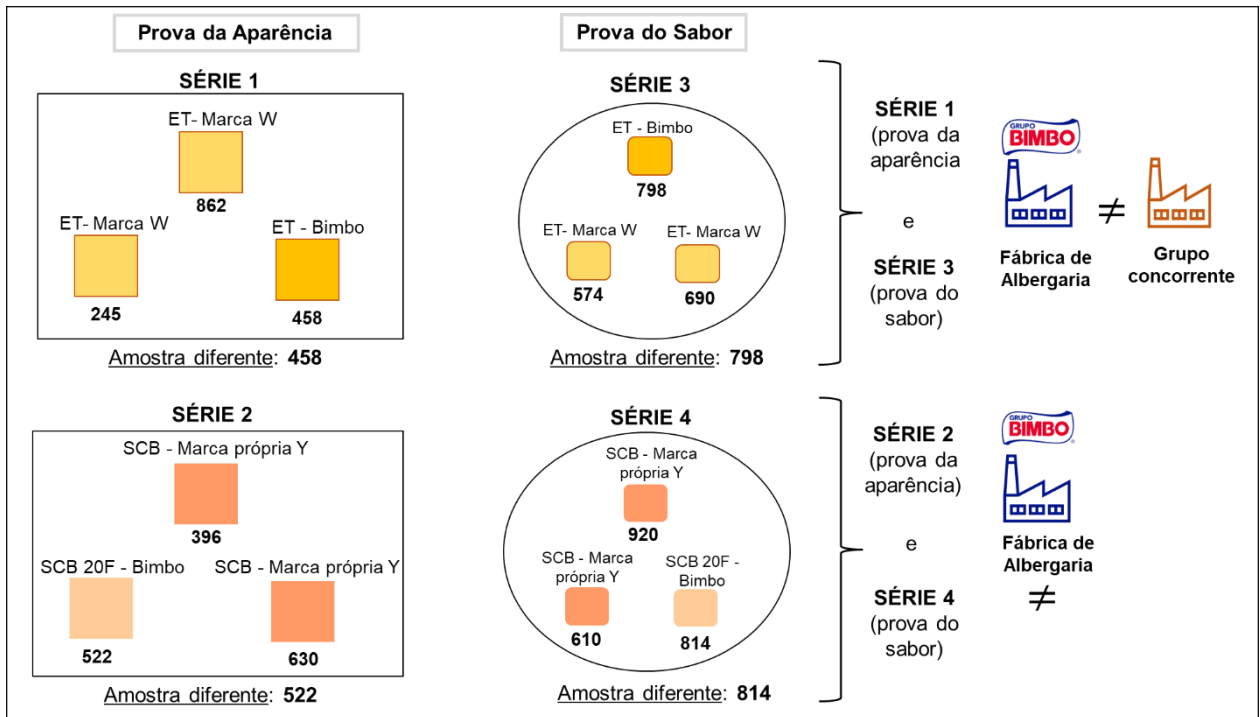 Prova da Aparência
Prova do Sabor
SÉRIE 1
ET- Marca W
862
ET- Marca W
245
ET - Bimbo
458
Amostra diferente: 458
SÉRIE 3
ET - Bimbo
798
ET- Marca W
574
ET- Marca W
690
Amostra diferente: 798
SÉRIE 1
(prova da
aparência
e
SÉRIE 3
(prova do
sabor)
GRUPO
BIMBO
®
Fábrica de
Albergaria
≠
Grupo
concorrente
SÉRIE 2
SCB - Marca própria Y
396
SCB 20F - Bimbo
522
SCB - Marca própria Y
630
Amostra diferente: 522
SÉRIE 4
SCB - Marca
própria Y
920
SCB - Marca
própria Y
610
SCB 20F -
Bimbo
814
Amostra diferente: 814
SÉRIE 2
(prova da
aparência)
e
SÉRIE 4
(prova do
sabor)
GRUPO
BIMBO
®
Fábrica de
Albergaria
≠